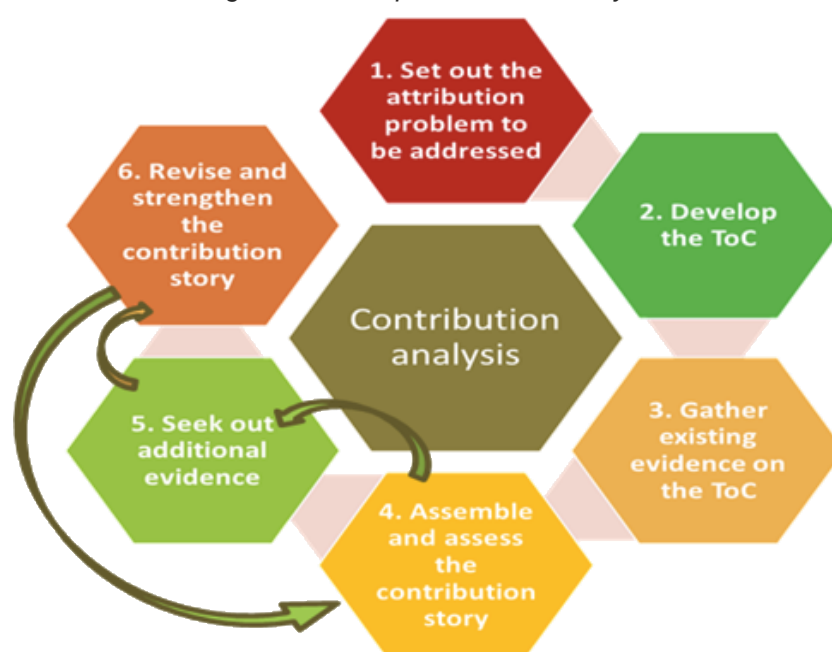 1. Set out the
attribution
problem to
be addressed
2. Develop
the ToC
3. Gather
existing
evidence on
the ToC
4. Assemble
and assess
the
contribution
story
5. Seek out
additional
evidence
6. Revise and
strengthen
the
contribution
story
Contribution
analysis